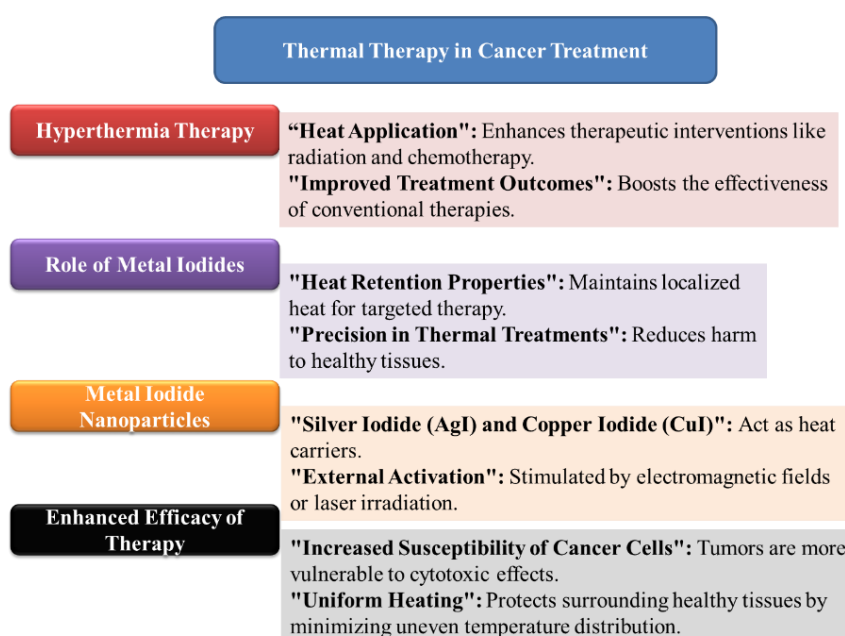 Thermal Therapy in Cancer Treatment
Hyperthermia Therapy
“Heat Application": Enhances therapeutic interventions like
radiation and chemotherapy.
"Improved Treatment Outcomes": Boosts the effectiveness
of conventional therapies.
Role of Metal Iodides
"Heat Retention Properties": Maintains localized
heat for targeted therapy.
"Precision in Thermal Treatments": Reduces harm
to healthy tissues.
Metal Iodide
Nanoparticles
"Silver Iodide (AgI) and Copper Iodide (CuI)": Act as heat
carriers.
"External Activation": Stimulated by electromagnetic fields
or laser irradiation.
Enhanced Efficacy of
Therapy
"Increased Susceptibility of Cancer Cells": Tumors are more
vulnerable to cytotoxic effects.
"Uniform Heating": Protects surrounding healthy tissues by
minimizing uneven temperature distribution.